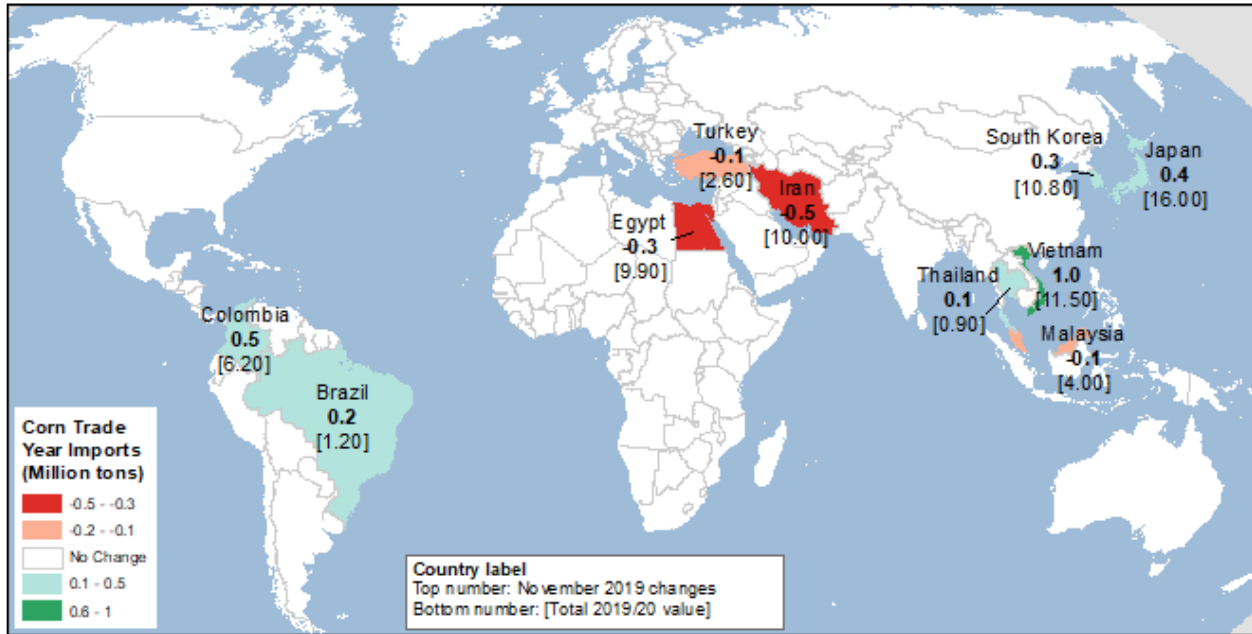 Turkey
-0.1
[2.60]
South Korea
0.3
[10.80]
Japan
0.4
[16.00]
Iran
-0.5
[10.00]
Egypt
-0.3
[9.90]
Vietnam
1.0
[11.50]
Thailand
0.1
[0.90]
Malaysia
-0.1
[4.00]
Colombia
0.5
[6.20]
Brazil
0.2
[1.20]
Corn Trade
Year Imports
(Million tons)
-0.5 - -0.3
-0.2 - -0.1
No Change
0.1 - 0.5
0.6 - 1
Country label
Top number: November 2019 changes
Bottom number: [Total 2019/20 value]